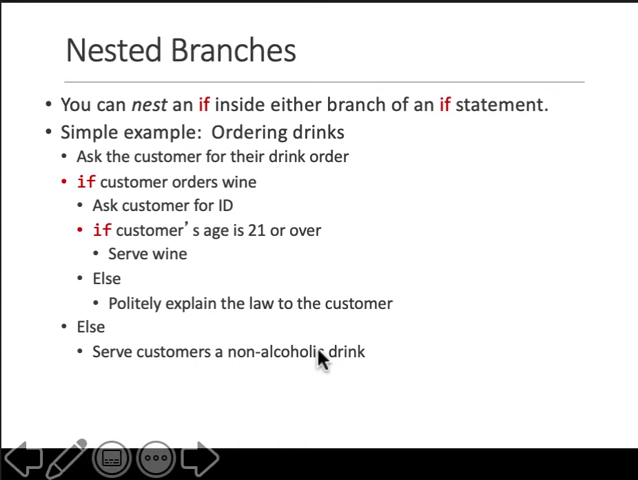 Nested Branches
• You can nest an if inside either branch of an if statement.
• Simple example: Ordering drinks
• Ask the customer for their drink order
• if customer orders wine
• Ask customer for ID
• if customer's age is 21 or over
• Serve wine
• Else
• Politely explain the law to the customer
• Else
• Serve customers a non-alcoholic drink